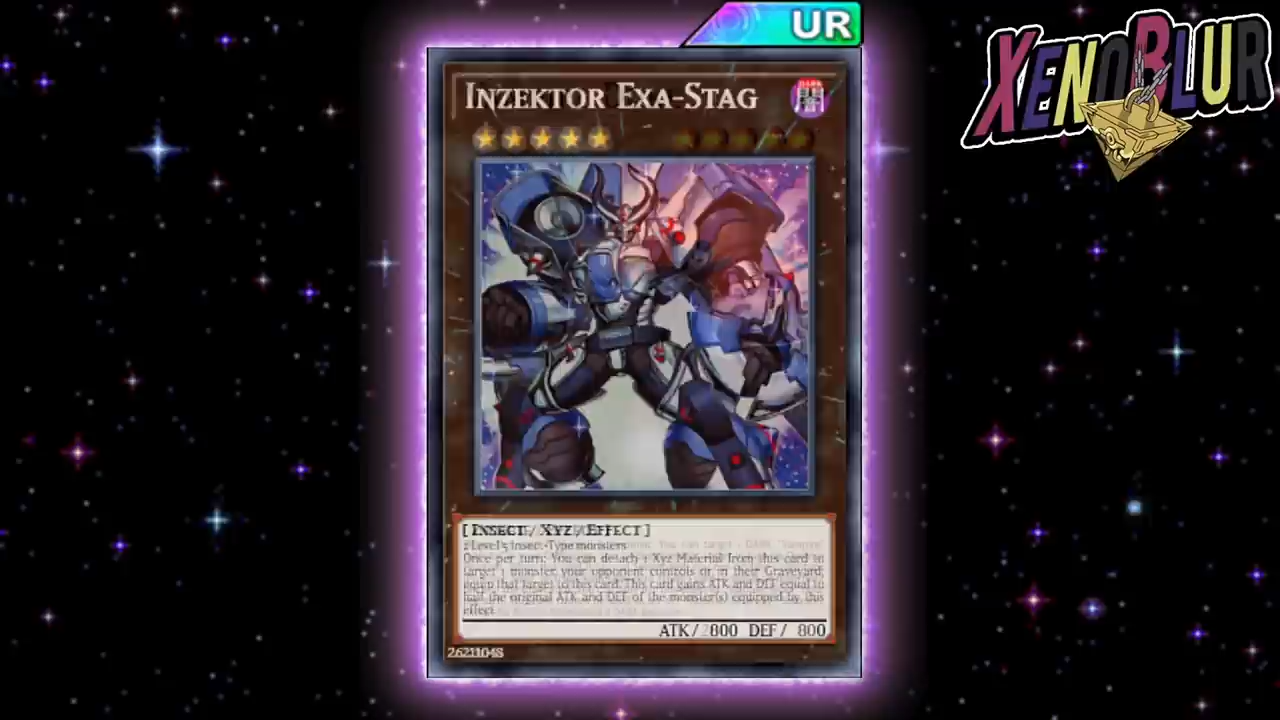 UR
XENOBLUR
INZEKTOR EXA-STAG
[ INSECT / XYZ / EFFECT ]
2 Level 5 Insect-Type monsters
Once per turn: You can detach 1 Xyz Material from this card to
target 1 monster your opponent controls or in their Graveyard;
equip that target to this card. This card gains ATK and DEF equal to
half the original ATK and DEF of the monster(s) equipped by this
effect.
ATK/ 800 DEF/ 800
26211048